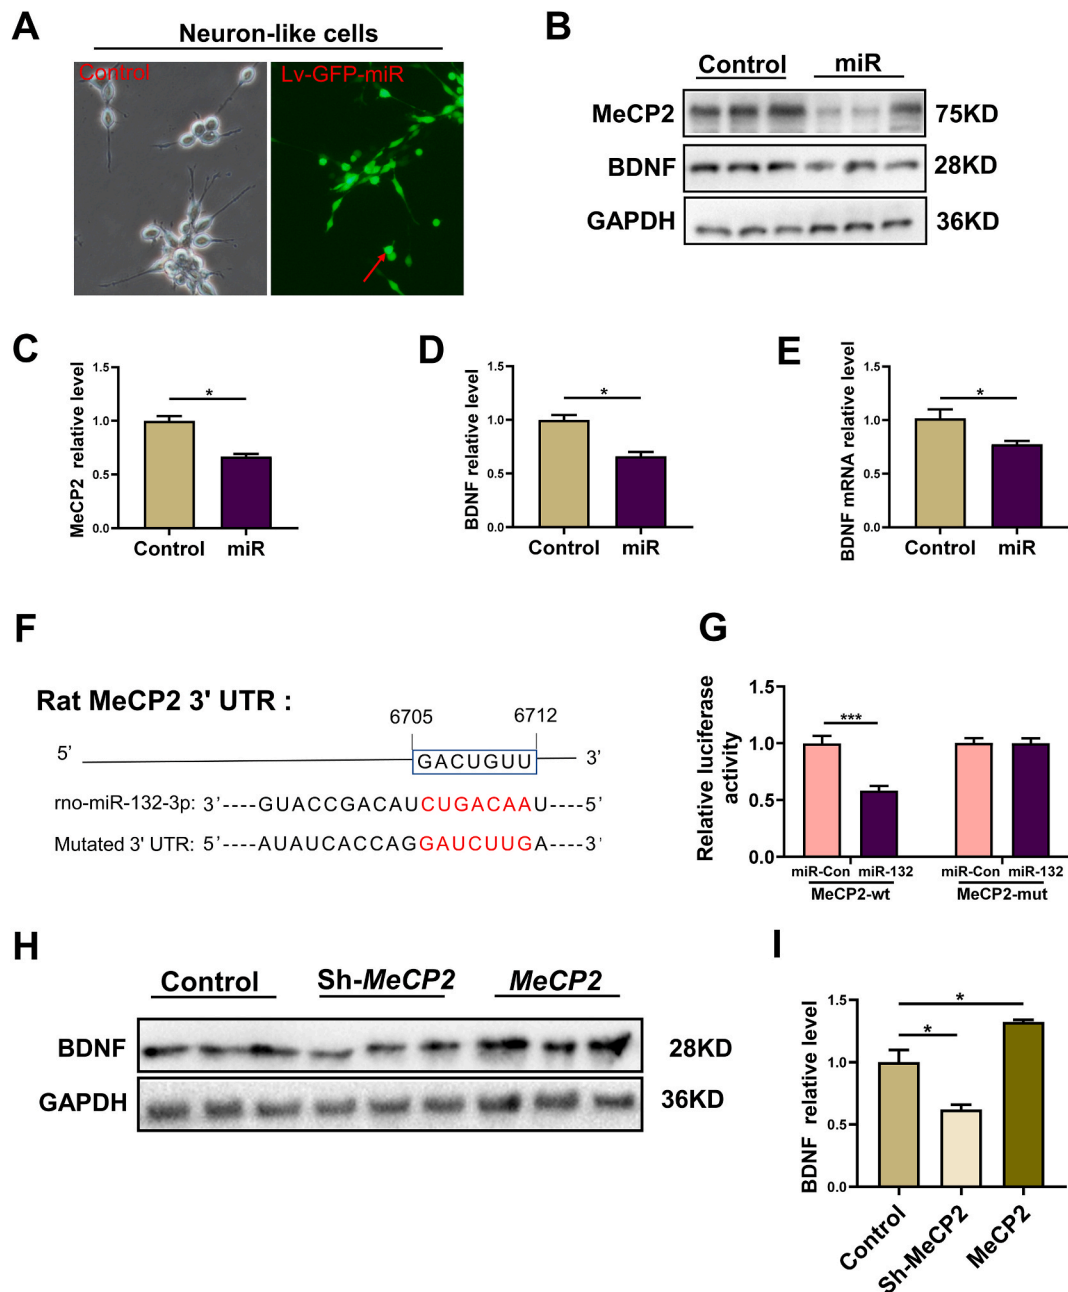 A
Neuron-like cells
Control
Lv-GFP-miR
B
Control miR
MeCP2 75KD
BDNF 28KD
GAPDH 36KD
C
MeCP2 relative level
1.5
1.0
0.5
0.0
*
Control miR
D
BDNF relative level
1.5
1.0
0.5
0.0
*
Control miR
E
BDNF mRNA relative level
1.5
1.0
0.5
0.0
*
Control miR
F
Rat MeCP2 3' UTR :
6705 6712
5' GACUGUU 3'
rno-miR-132-3p: 3'----GUACCGACAUCUGACAAU----5'
Mutated 3' UTR: 5'----AUAUCACCAGGAUCUUGA----3'
G
Relative luciferase
activity
1.5
1.0
0.5
0.0
***
miR-Con miR-132 miR-Con miR-132
MeCP2-wt MeCP2-mut
H
Control Sh-MeCP2 MeCP2
BDNF 28KD
GAPDH 36KD
I
BDNF relative level
1.5
1.0
0.5
0.0
*
*
Control
Sh-MeCP2
MeCP2